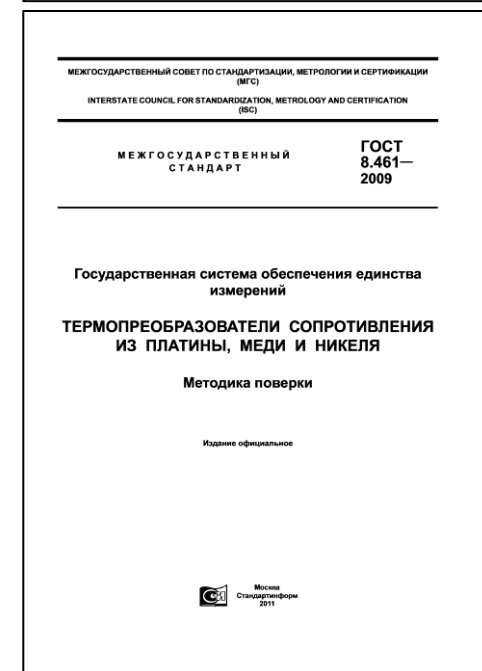 МЕЖГОСУДАРСТВЕННЫЙ СОВЕТ ПО СТАНДАРТИЗАЦИИ, МЕТРОЛОГИИ И СЕРТИФИКАЦИИ
(МГС)
INTERSTATE COUNCIL FOR STANDARDIZATION, METROLOGY AND CERTIFICATION
(ISC)
МЕЖГОСУДАРСТВЕННЫЙ
СТАНДАРТ
ГОСТ
8.461—
2009
Государственная система обеспечения единства
измерений
ТЕРМОПРЕОБРАЗОВАТЕЛИ СОПРОТИВЛЕНИЯ
ИЗ ПЛАТИНЫ, МЕДИ И НИКЕЛЯ
Методика поверки
Издание официальное
Москва
Стандартинформ
2011